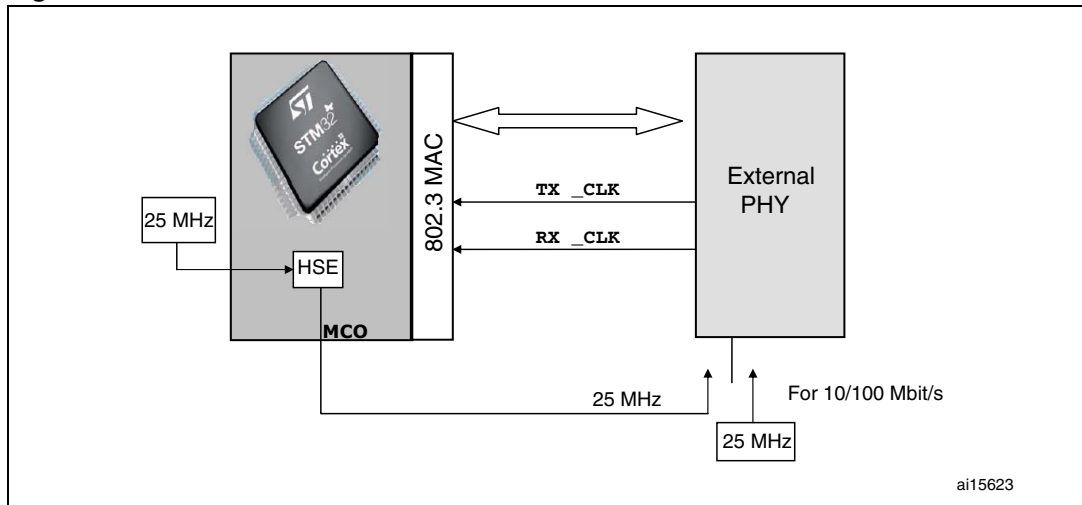 STM32
Cortex
802.3 MAC
TX _CLK
RX _CLK
External
PHY
25 MHz
HSE
MCO
25 MHz
For 10/100 Mbit/s
25 MHz
ai15623